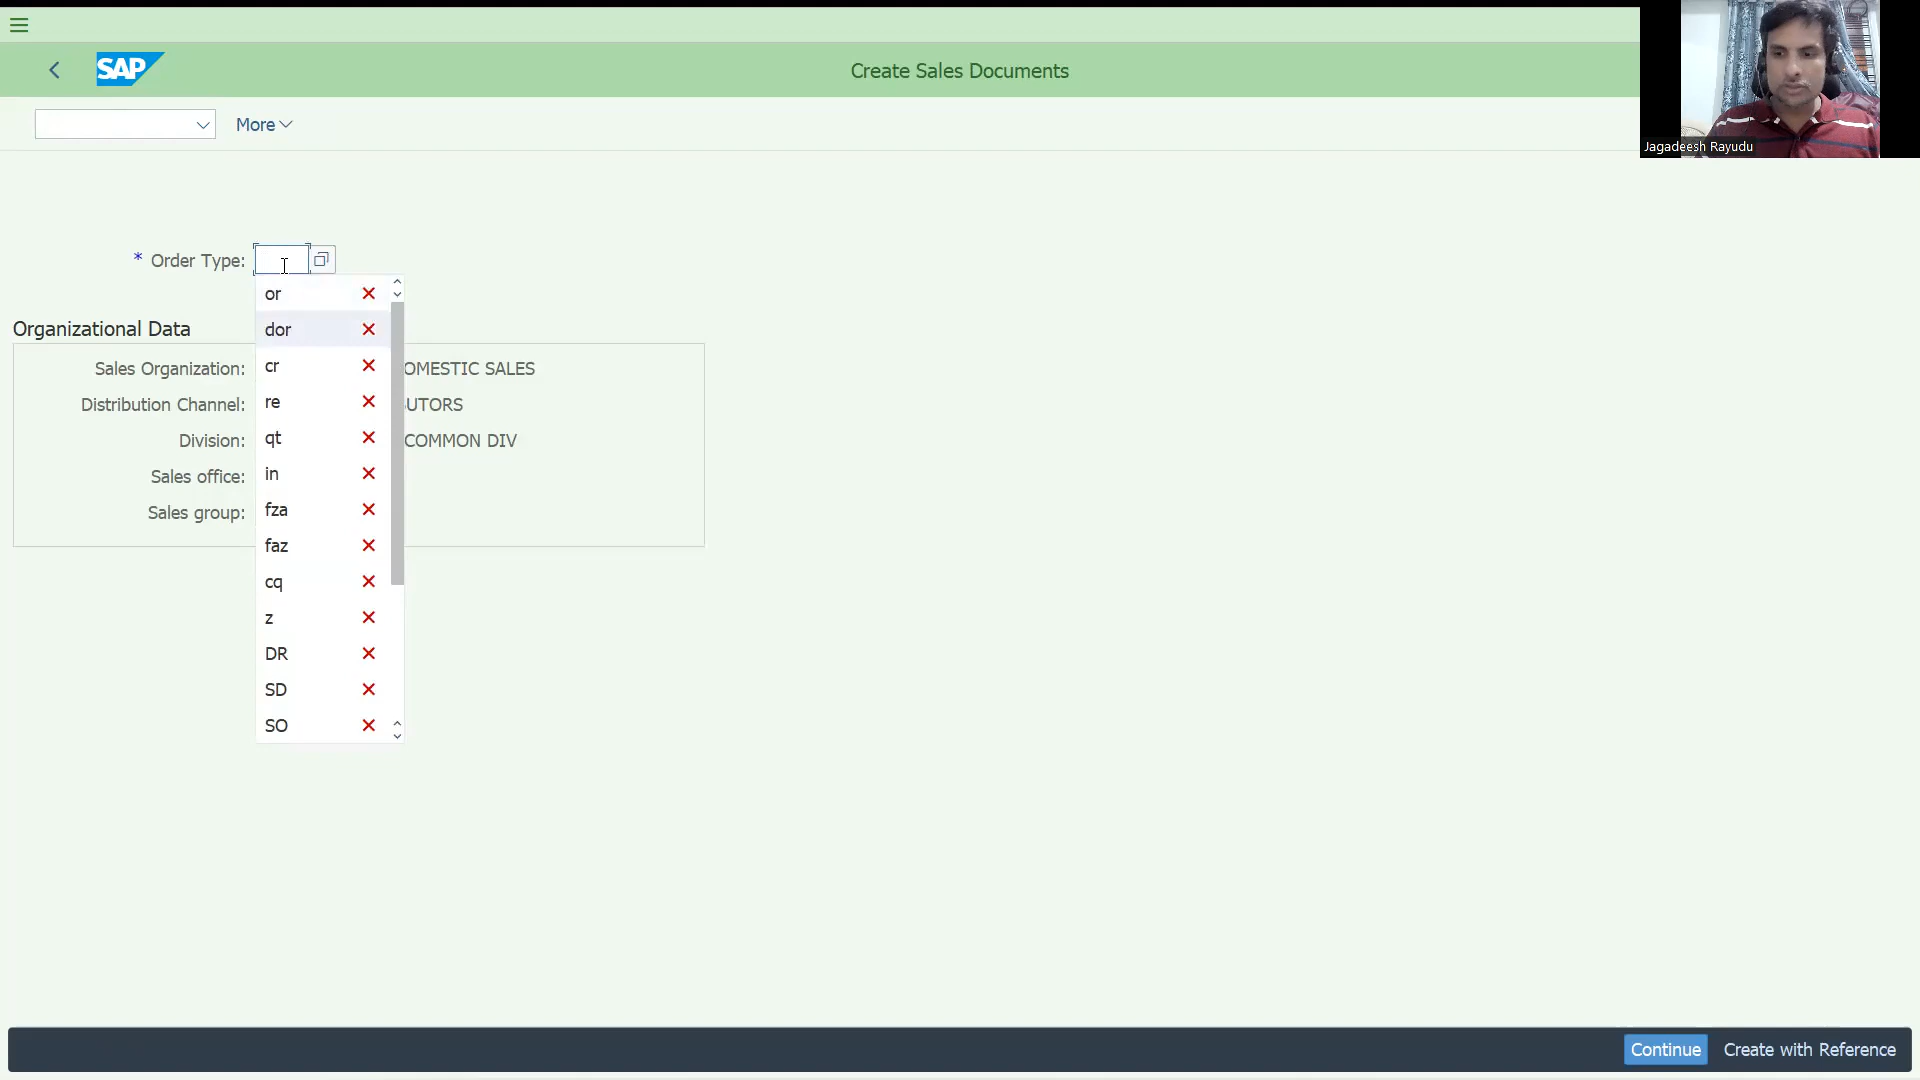 SAP
Create Sales Documents
More
Jagadeesh Rayudu
* Order Type:
or
dor
cr
re
qt
in
fza
faz
cq
z
DR
SD
SO
Organizational Data
Sales Organization:
OMESTIC SALES
Distribution Channel:
BUTORS
Division:
COMMON DIV
Sales office:
Sales group:
Continue
Create with Reference